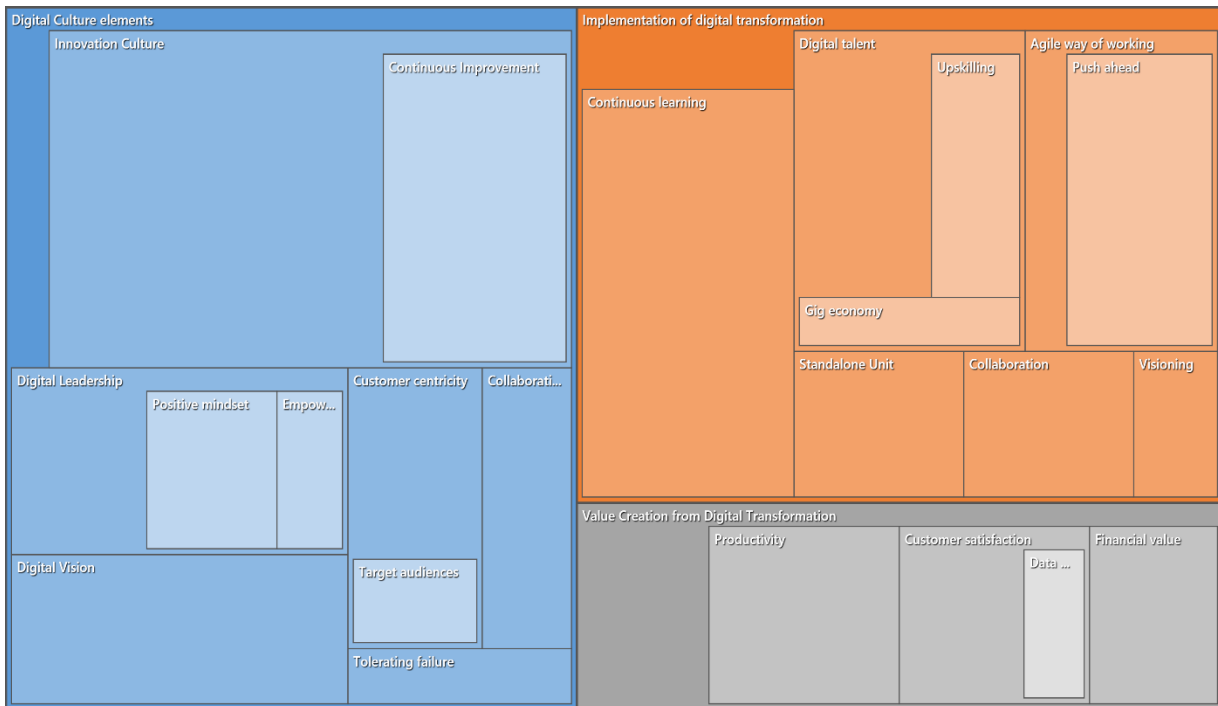 Digital Culture elements
Innovation Culture
Continuous Improvement
Digital Leadership
Positive mindset
Empow...
Customer centricity
Collaborati...
Target audiences
Digital Vision
Tolerating failure
Implementation of digital transformation
Continuous learning
Digital talent
Upskilling
Gig economy
Agile way of working
Push ahead
Standalone Unit
Collaboration
Visioning
Value Creation from Digital Transformation
Productivity
Customer satisfaction
Data ...
Financial value